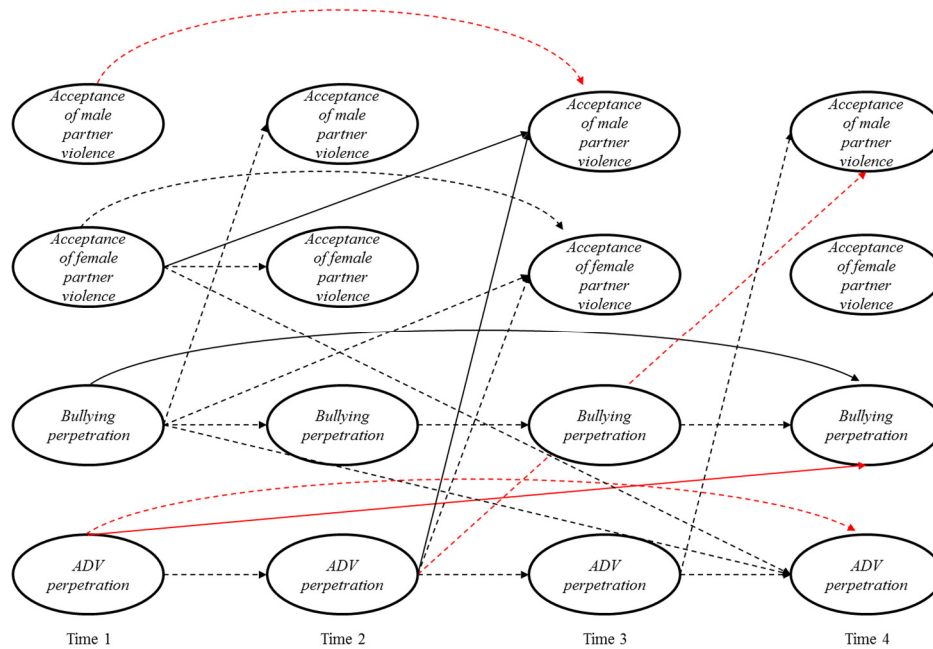 Acceptance
of male
partner
violence
Acceptance
of male
partner
violence
Acceptance
of male
partner
violence
Acceptance
of male
partner
violence
Acceptance
of female
partner
violence
Acceptance
of female
partner
violence
Acceptance
of female
partner
violence
Acceptance
of female
partner
violence
Bullying
perpetration
Bullying
perpetration
Bullying
perpetration
Bullying
perpetration
ADV
perpetration
ADV
perpetration
ADV
perpetration
ADV
perpetration
Time 1
Time 2
Time 3
Time 4